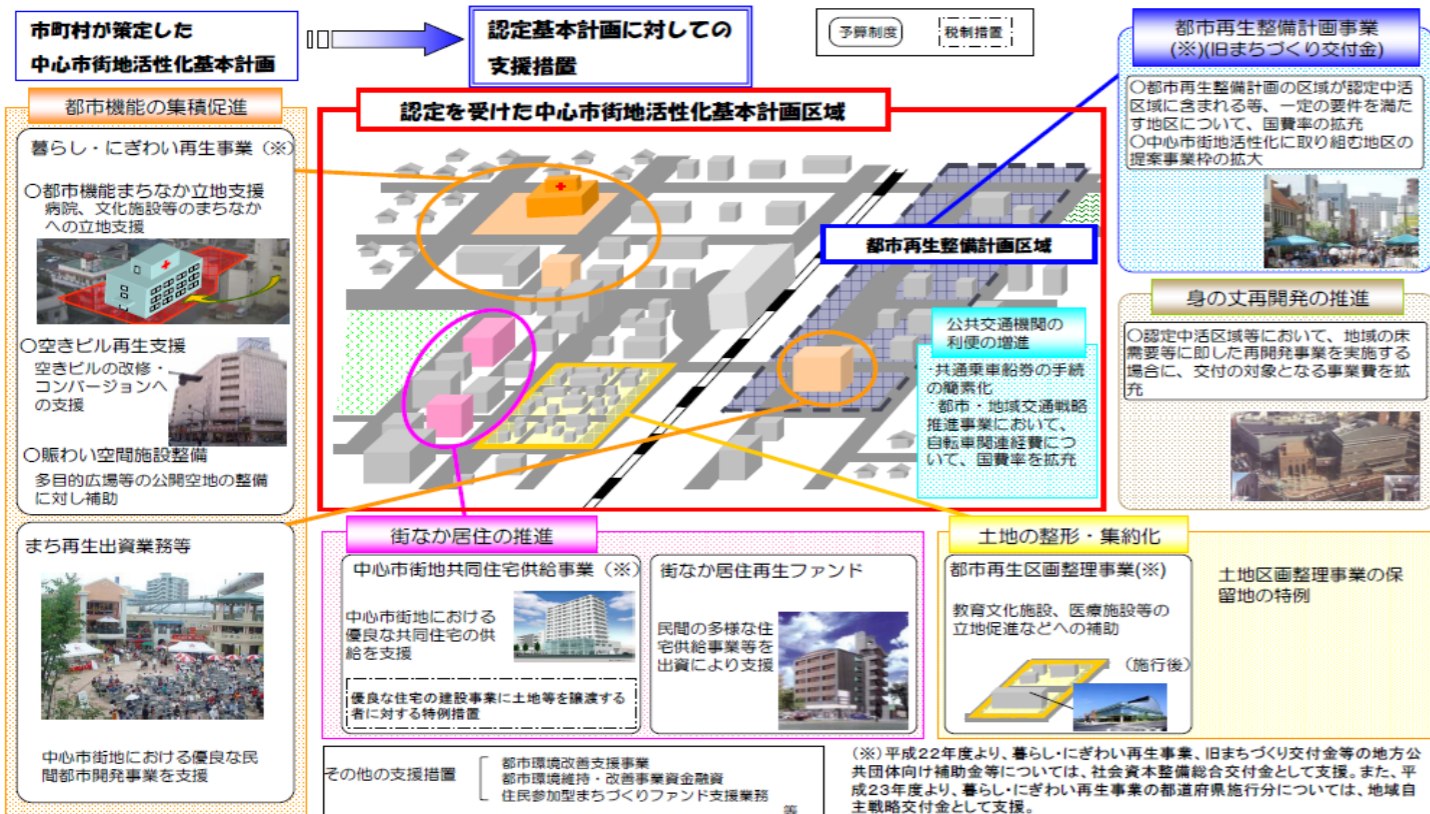 市町村が策定した
中心市街地活性化基本計画
認定基本計画に対しての
支援措置
予算制度
税制措置
都市再生整備計画事業
(※)(旧まちづくり交付金)
○都市再生整備計画の区域が認定中活
区域に含まれる等、一定の要件を満た
す地区について、国費率の拡充
○中心市街地活性化に取り組む地区の
提案事業枠の拡大
都市機能の集積促進
暮らし・にぎわい再生事業（※）
○都市機能まちなか立地支援
病院、文化施設等のまちなか
への立地支援
○空きビル再生支援
空きビルの改修・
コンバージョンへ
の支援
○賑わい空間施設整備
多目的広場等の公開空地の整備
に対し補助
まち再生出資業務等
中心市街地における優良な民
間都市開発事業を支援
認定を受けた中心市街地活性化基本計画区域
都市再生整備計画区域
公共交通機関の
利便の増進
・共通乗車船券の手続
の簡素化
・都市・地域交通戦略
推進事業において、
自転車関連経費につ
いて、国費率を拡充
身の丈再開発の推進
○認定中活区域等において、地域の床
需要等に即した再開発事業を実施する
場合に、交付の対象となる事業費を拡
充
街なか居住の推進
中心市街地共同住宅供給事業（※）
中心市街地における
優良な共同住宅の供
給を支援
優良な住宅の建設事業に土地等を譲渡する
者に対する特例措置
街なか居住再生ファンド
民間の多様な住
宅供給事業等を
出資により支援
土地の整形・集約化
都市再生区画整理事業(※)
教育文化施設、医療施設等の
立地促進などへの補助
（施行後）
土地区画整理事業の保
留地の特例
その他の支援措置
都市環境改善支援事業
都市環境維持・改善事業資金融資
住民参加型まちづくりファンド支援業務
等
（※）平成２２年度より、暮らし・にぎわい再生事業、旧まちづくり交付金等の地方公
共団体向け補助金等については、社会資本整備総合交付金として支援。また、平
成２３年度より、暮らし・にぎわい再生事業の都道府県施行分については、地域自
主戦略交付金として支援。